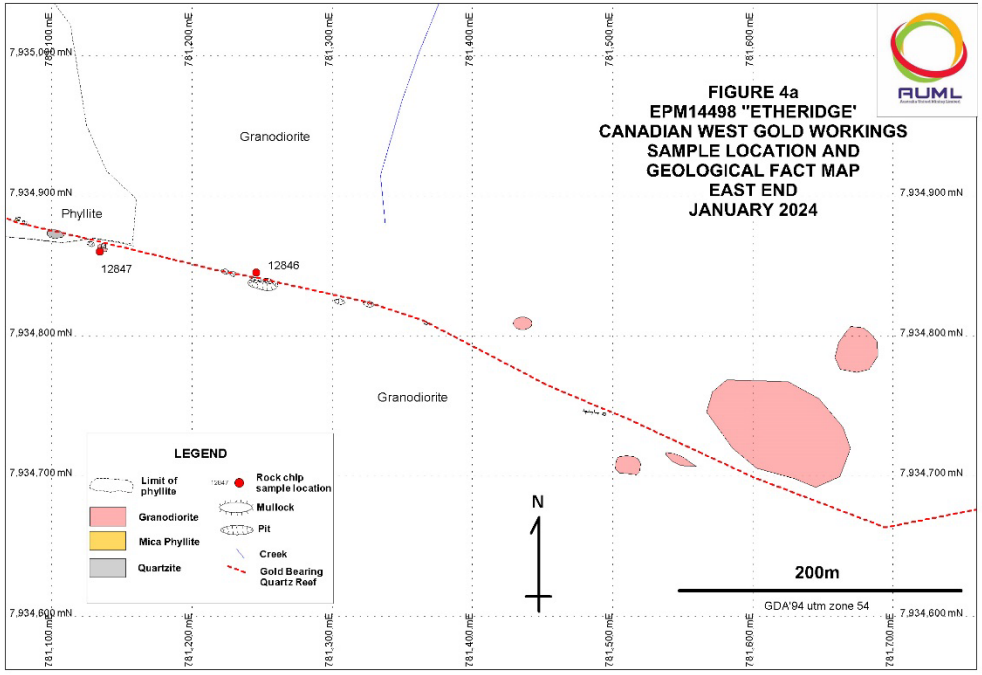 781,100.mE
781,200.mE
781,300.mE
781,400.mE
781,500.mE
781,600.mE
781,700.mE
7,935,000 mN
AUML
FIGURE 4a
EPM14498 "ETHERIDGE'
CANADIAN WEST GOLD WORKINGS
SAMPLE LOCATION AND
GEOLOGICAL FACT MAP
EAST END
JANUARY 2024
Granodiorite
7,934,900 mN
7,934,900 mN
Phyllite
12847
12846
7,934,800 mN
7,934,800 mN
Granodiorite
LEGEND
Limit of
phyllite
Granodiorite
Mica Phyllite
Quartzite
12847
Rock chip
sample location
Mullock
Pit
Creek
Gold Bearing
Quartz Reef
7,934,700 mN
7,934,700 mN
N
200m
GDA'94 utm zone 54
7,934,600 mN
7,934,600 mN
781,100.mE
781,200.mE
781,300.mE
781,400.mE
781,500.mE
781,600.mE
781,700.mE